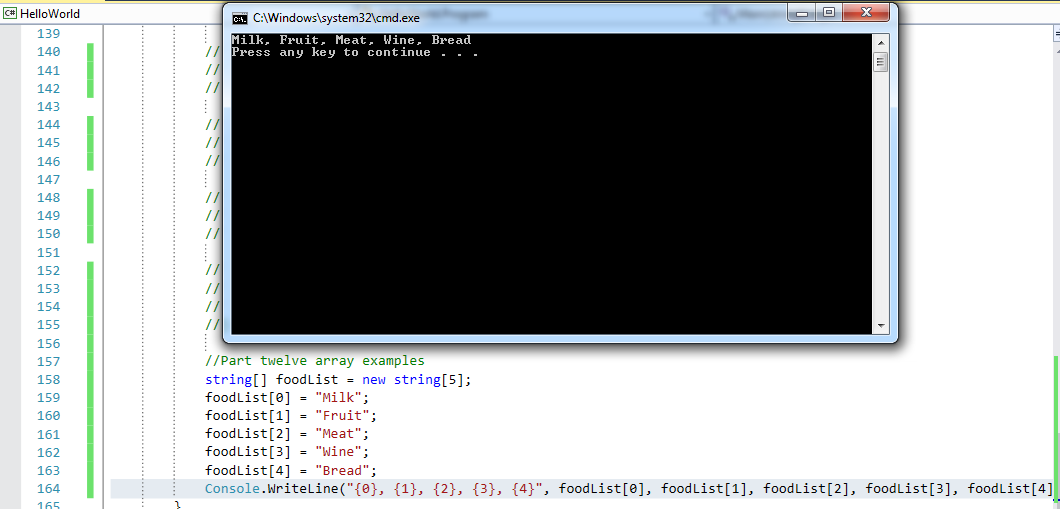 HelloWorld
C:\Windows\system32\cmd.exe
Milk, Fruit, Meat, Wine, Bread
Press any key to continue . . .
139
140 //
141 //
142 //
143
144 //
145 //
146 //
147
148 //
149 //
150 //
151
152 //
153 //
154 //
155 //
156
157 //Part twelve array examples
158 string[] foodList = new string[5];
159 foodList[0] = "Milk";
160 foodList[1] = "Fruit";
161 foodList[2] = "Meat";
162 foodList[3] = "Wine";
163 foodList[4] = "Bread";
164 Console.WriteLine("{0}, {1}, {2}, {3}, {4}", foodList[0], foodList[1], foodList[2], foodList[3], foodList[4]
165 }